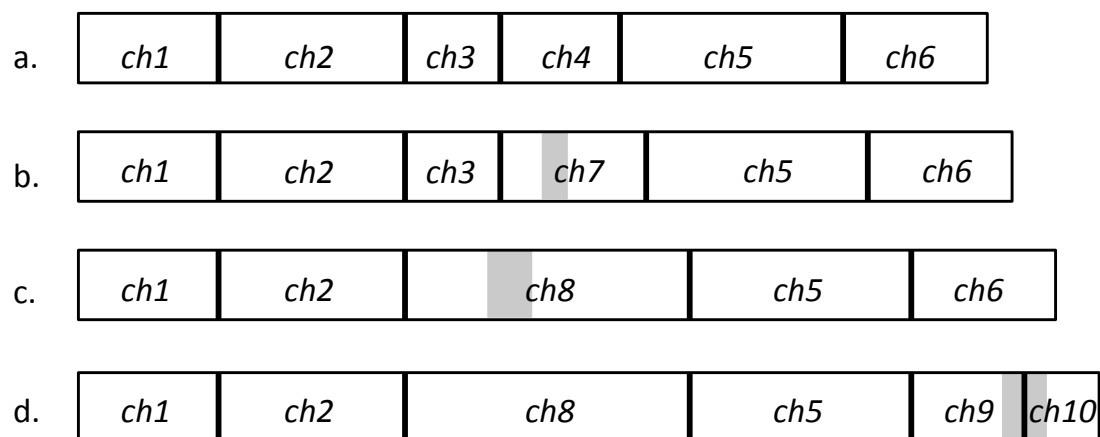 a. ch1 ch2 ch3 ch4 ch5 ch6
b. ch1 ch2 ch3 ch7 ch5 ch6
c. ch1 ch2 ch8 ch5 ch6
d. ch1 ch2 ch8 ch5 ch9 ch10